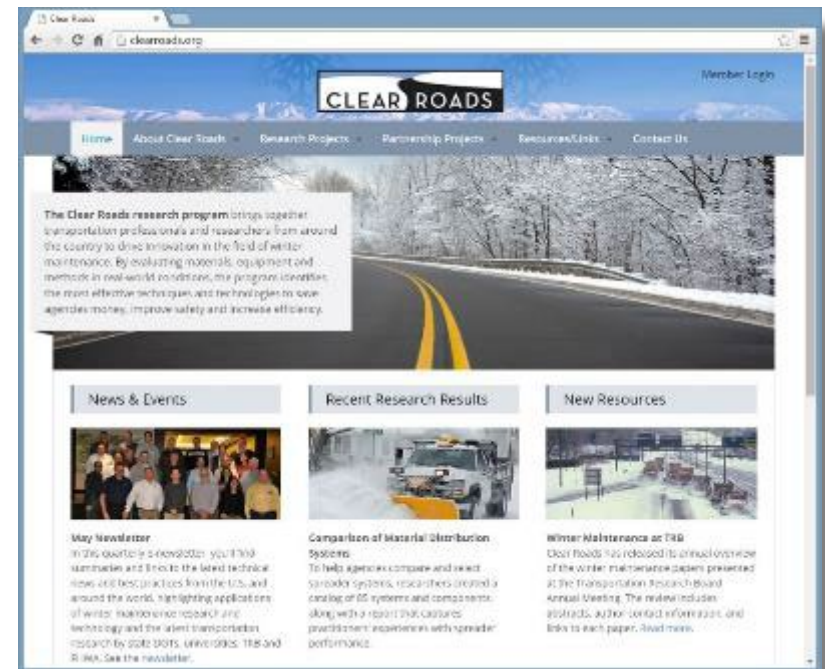 Clear Roads
clearroads.org
Member Login
CLEAR ROADS
Home About Clear Roads Research Projects Partnership Projects Resources/Links Contact Us
The Clear Roads research program brings together
transportation professionals and researchers from around
the country to drive innovation in the field of winter
maintenance. By evaluating materials, equipment and
methods in real-world conditions, the program identifies
the most effective techniques and technologies to save
agencies money, improve safety and increase efficiency.
News & Events
May Newsletter
In this quarterly e-newsletter, you'll find
summaries and links to the latest technical
news and best practices from the U.S. and
around the world, highlighting applications
of winter maintenance research and
technology and the latest transportation
research by state DOTs, universities, TRB and
FHWA. See the newsletter.
Recent Research Results
Comparison of Material Distribution
Systems
To help agencies compare and select
spreader systems, researchers created a
catalog of 85 systems and components,
along with a report that captures
practitioners' experiences with spreader
performance.
New Resources
Winter Maintenance at TRB
Clear Roads has released its annual overview
of the winter maintenance papers presented
at the Transportation Research Board
Annual Meeting. The review includes
abstracts, author contact information, and
links to each paper. Read more.